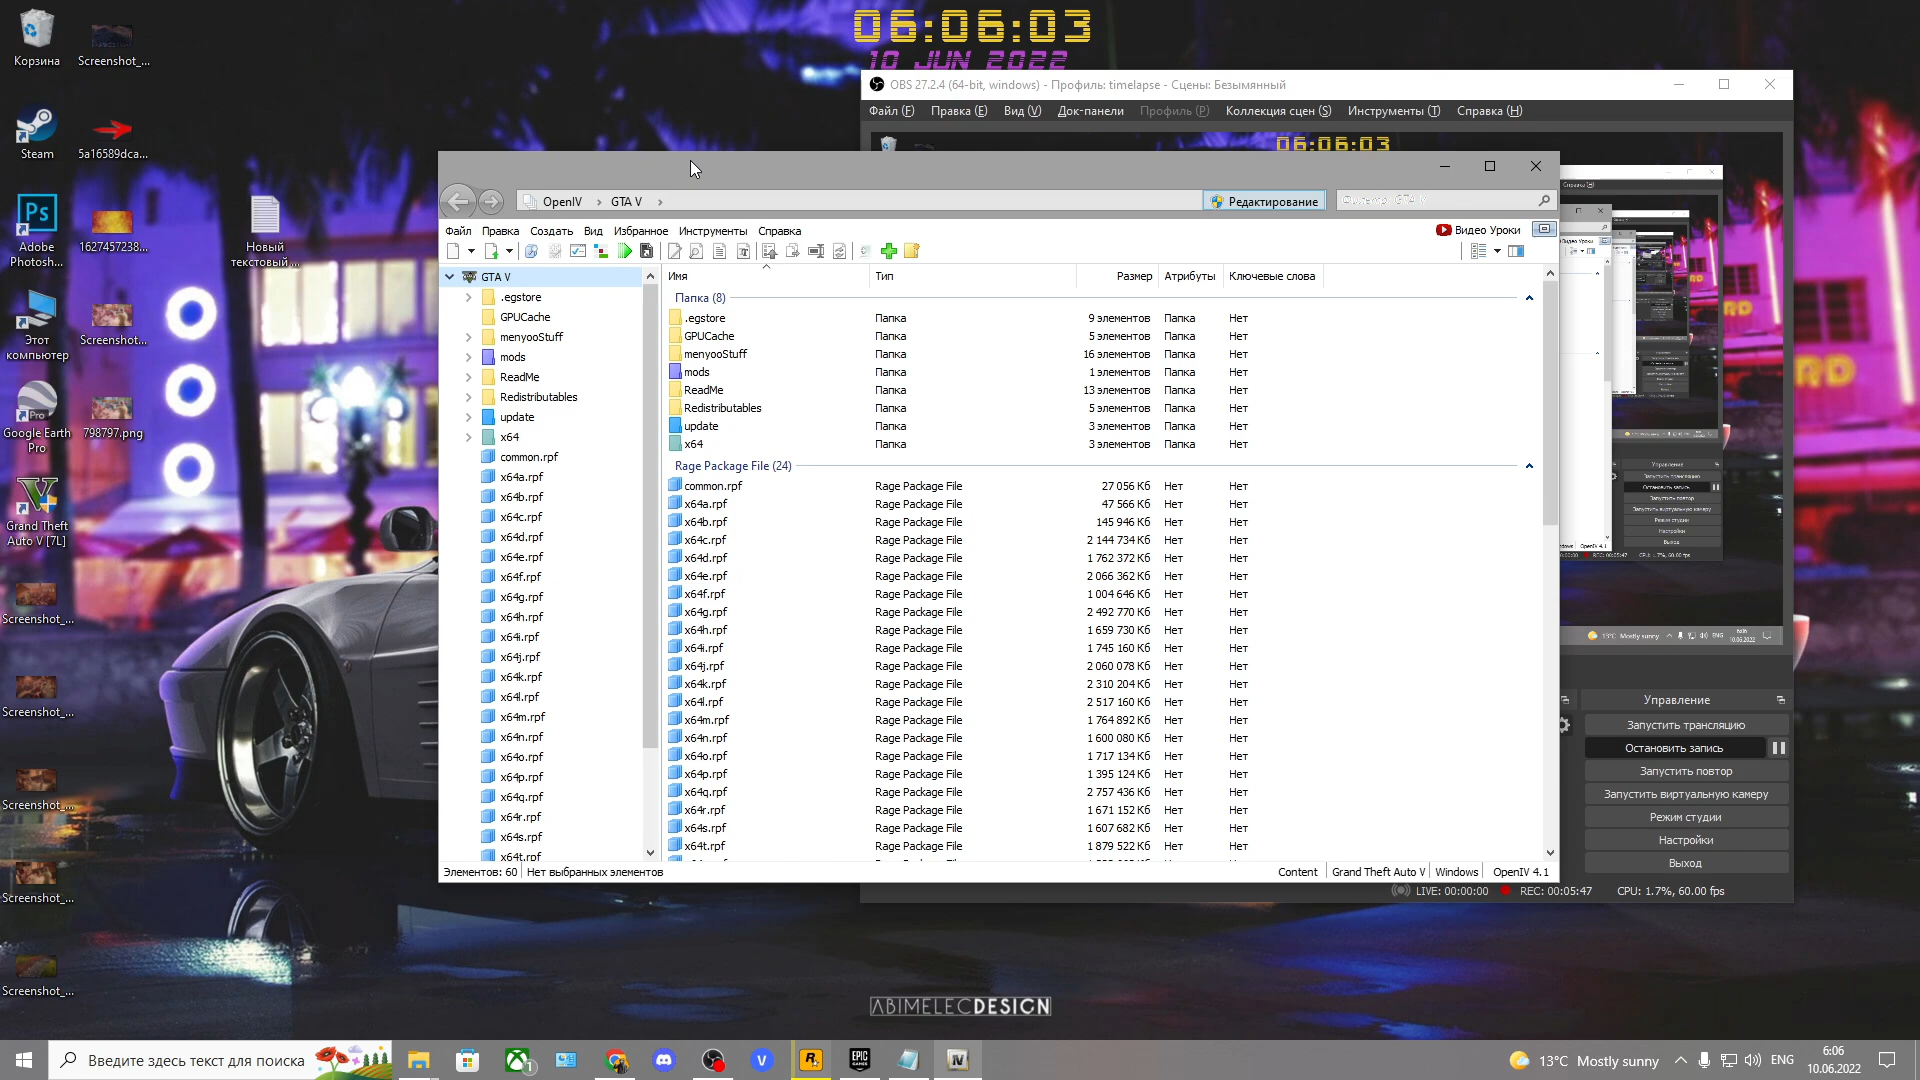 06:06:03
10 JUN 2022
Корзина
Screenshot_...
Steam
5a16589dca...
Adobe
Photosh...
1627457238...
Новый
текстовый ...
Этот
компьютер
Screenshot...
Google Earth
Pro
798797.png
Grand Theft
Auto V [7L]
Screenshot_...
Screenshot_...
Screenshot_...
Screenshot_...
Screenshot_...
OBS 27.2.4 (64-bit, windows) - Профиль: timelapse - Сцены: Безымянный
Файл (F) Правка (E) Вид (V) Док-панели Профиль (P) Коллекция сцен (S) Инструменты (T) Справка (H)
06:06:03
OpenIV > GTA V >
Редактирование
Файл Правка Создать Вид Избранное Инструменты Справка
Видео Уроки
GTA V
.egstore
GPUCache
menyooStuff
mods
ReadMe
Redistributables
update
x64
common.rpf
x64a.rpf
x64b.rpf
x64c.rpf
x64d.rpf
x64e.rpf
x64f.rpf
x64g.rpf
x64h.rpf
x64i.rpf
x64j.rpf
x64k.rpf
x64l.rpf
x64m.rpf
x64n.rpf
x64o.rpf
x64p.rpf
x64q.rpf
x64r.rpf
x64s.rpf
x64t.rpf
Имя Тип Размер Атрибуты Ключевые слова
Папка (8)
.egstore Папка 9 элементов Папка Нет
GPUCache Папка 5 элементов Папка Нет
menyooStuff Папка 16 элементов Папка Нет
mods Папка 1 элементов Папка Нет
ReadMe Папка 13 элементов Папка Нет
Redistributables Папка 5 элементов Папка Нет
update Папка 3 элементов Папка Нет
x64 Папка 3 элементов Папка Нет
Rage Package File (24)
common.rpf Rage Package File 27 056 Кб Нет Нет
x64a.rpf Rage Package File 47 566 Кб Нет Нет
x64b.rpf Rage Package File 145 946 Кб Нет Нет
x64c.rpf Rage Package File 2 144 734 Кб Нет Нет
x64d.rpf Rage Package File 1 762 372 Кб Нет Нет
x64e.rpf Rage Package File 2 066 362 Кб Нет Нет
x64f.rpf Rage Package File 1 004 646 Кб Нет Нет
x64g.rpf Rage Package File 2 492 770 Кб Нет Нет
x64h.rpf Rage Package File 1 659 730 Кб Нет Нет
x64i.rpf Rage Package File 1 745 160 Кб Нет Нет
x64j.rpf Rage Package File 2 060 078 Кб Нет Нет
x64k.rpf Rage Package File 2 310 204 Кб Нет Нет
x64l.rpf Rage Package File 2 517 160 Кб Нет Нет
x64m.rpf Rage Package File 1 764 892 Кб Нет Нет
x64n.rpf Rage Package File 1 600 080 Кб Нет Нет
x64o.rpf Rage Package File 1 717 134 Кб Нет Нет
x64p.rpf Rage Package File 1 395 124 Кб Нет Нет
x64q.rpf Rage Package File 2 757 436 Кб Нет Нет
x64r.rpf Rage Package File 1 671 152 Кб Нет Нет
x64s.rpf Rage Package File 1 607 682 Кб Нет Нет
x64t.rpf Rage Package File 1 879 522 Кб Нет Нет
Элементов: 60 Нет выбранных элементов
Content Grand Theft Auto V Windows OpenIV 4.1
Управление
Запустить трансляцию
Остановить запись
Запустить повтор
Запустить виртуальную камеру
Режим студии
Настройки
Выход
LIVE: 00:00:00 REC: 00:05:47 CPU: 1.7%, 60.00 fps
ABIMELECDESIGN
Введите здесь текст для поиска
13°C Mostly sunny
ENG
6:06
10.06.2022